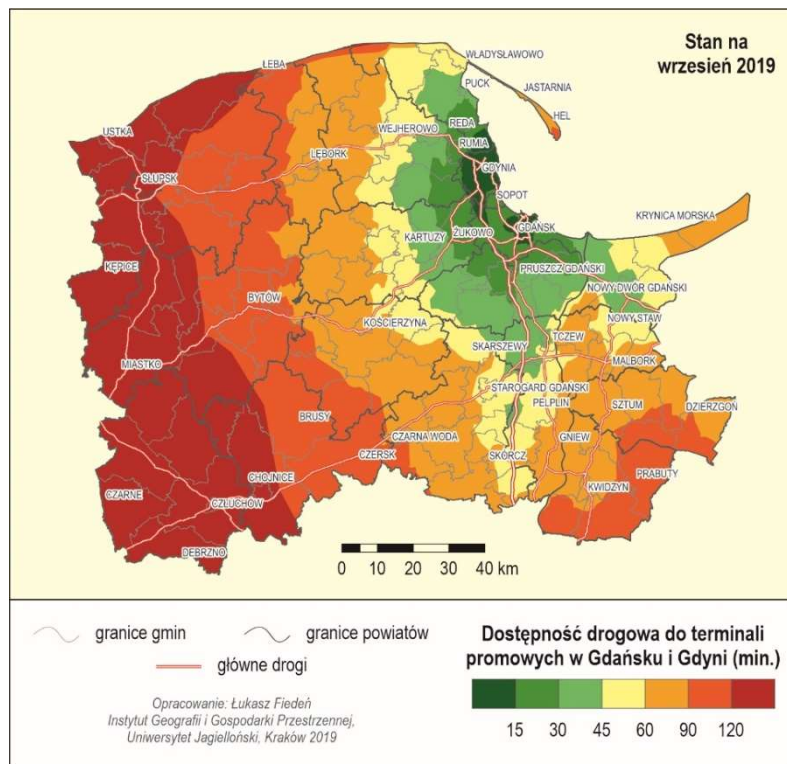 Stan na
wrzesień 2019
WŁADYSŁAWOWO
ŁEBA
PUCK
JASTARNIA
HEL
REDA
USTKA
WEJHEROWO
RUMIA
LĘBORK
GDYNIA
SŁUPSK
SOPOT
KRYNICA MORSKA
GDAŃSK
KARTUZY
ŻUKOWO
KĘPICE
PRUSZCZ GDAŃSKI
NOWY DWÓR GDAŃSKI
BYTÓW
KOŚCIERZYNA
NOWY STAW
TCZEW
SKARSZEWY
MIASTKO
MALBORK
STAROGARD GDAŃSKI
PELPLIN
SZTUM
DZIERZGOŃ
BRUSY
CZARNA WODA
GNIEW
CZERSK
SKÓRCZ
PRABUTY
CHOJNICE
KWIDZYN
CZARNE
CZŁUCHÓW
DEBRZNO
0 10 20 30 40 km
granice gmin
granice powiatów
główne drogi
Opracowanie: Łukasz Fiedeń
Instytut Geografii i Gospodarki Przestrzennej,
Uniwersytet Jagielloński, Kraków 2019
Dostępność drogowa do terminali
promowych w Gdańsku i Gdyni (min.)
15 30 45 60 90 120